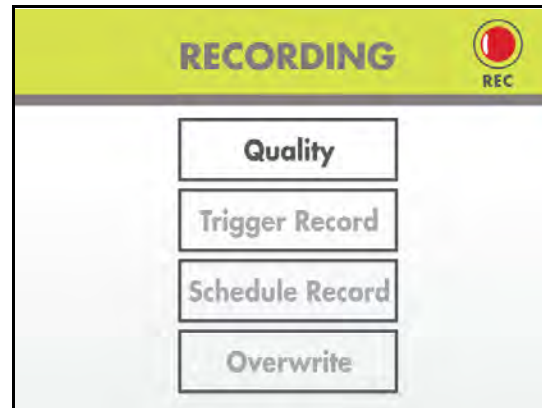 RECORDING
REC
Quality
Trigger Record
Schedule Record
Overwrite